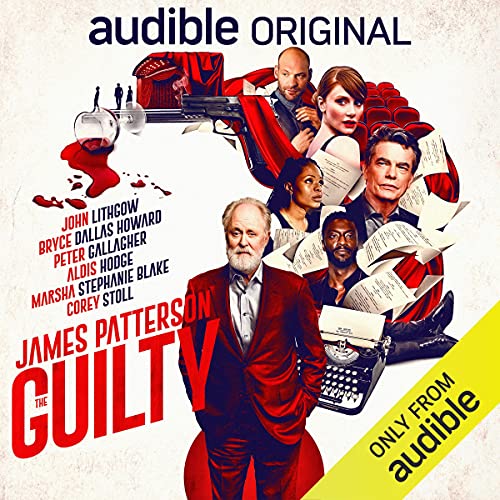 audible ORIGINAL
JOHN LITHGOW
BRYCE DALLAS HOWARD
PETER GALLAGHER
ALDIS HODGE
MARSHA STEPHANIE BLAKE
COREY STOLL
JAMES PATTERSON
THE
GUILTY
ONLY FROM
audible